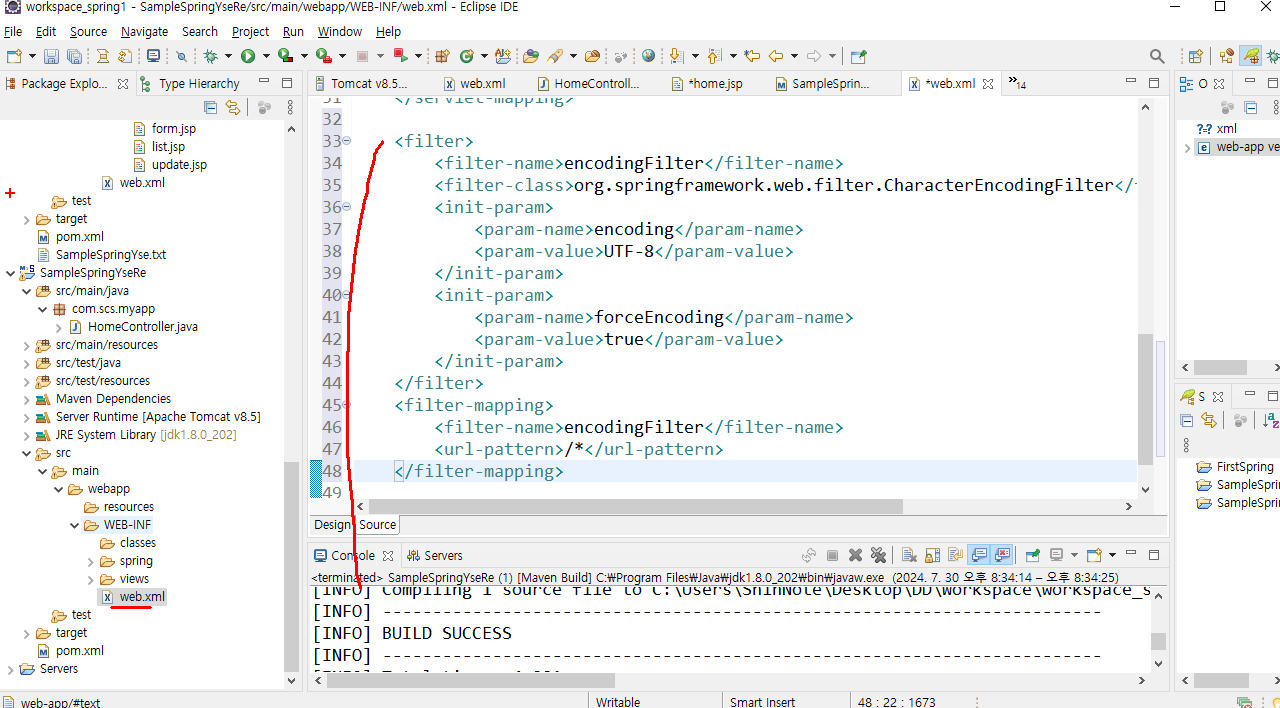 workspace_spring1 - SampleSpringYseRe/src/main/webapp/WEB-INF/web.xml - Eclipse IDE
File Edit Source Navigate Search Project Run Window Help
Package Explo... Type Hierarchy
form.jsp
list.jsp
update.jsp
web.xml
test
target
pom.xml
SampleSpringYse.txt
SampleSpringYseRe
src/main/java
com.scs.myapp
HomeController.java
src/main/resources
src/test/java
src/test/resources
Maven Dependencies
Server Runtime [Apache Tomcat v8.5]
JRE System Library [jdk1.8.0_202]
src
main
webapp
resources
WEB-INF
classes
spring
views
web.xml
test
target
pom.xml
Servers
Tomcat v8.5... web.xml HomeControll... *home.jsp SampleSprin... *web.xml »14
31 </servlet-mapping>
32
33 <filter>
34 <filter-name>encodingFilter</filter-name>
35 <filter-class>org.springframework.web.filter.CharacterEncodingFilter</
36 <init-param>
37 <param-name>encoding</param-name>
38 <param-value>UTF-8</param-value>
39 </init-param>
40 <init-param>
41 <param-name>forceEncoding</param-name>
42 <param-value>true</param-value>
43 </init-param>
44 </filter>
45 <filter-mapping>
46 <filter-name>encodingFilter</filter-name>
47 <url-pattern>/*</url-pattern>
48 </filter-mapping>
49
Design Source
Console Servers
<terminated> SampleSpringYseRe (1) [Maven Build] C:₩Program Files₩Java₩jdk1.8.0_202₩bin₩javaw.exe (2024. 7. 30 오후 8:34:14 – 오후 8:34:25)
[INFO] Compiling 1 source file to C:\Users\ShinNote\Desktop\DD\Workspace\workspace_s
[INFO] ------------------------------------------------------------------------
[INFO] BUILD SUCCESS
[INFO] ------------------------------------------------------------------------
O
?-? xml
e web-app ve
S
FirstSpring
SampleSpri
SampleSpri
web-app/#text Writable Smart Insert 48 : 22 : 1673